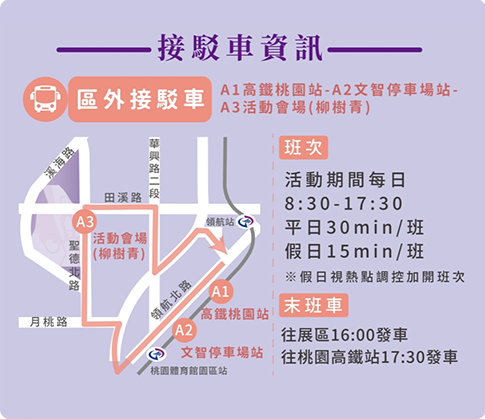 接駁車資訊
區外接駁車
A1高鐵桃園站-A2文智停車場站-
A3活動會場(柳樹青)
溪海路
華興路二段
田溪路
領航站
A3
活動會場
(柳樹青)
聖德北路
領航北路
A1
高鐵桃園站
月桃路
A2
文智停車場站
桃園體育館園區站
班次
活動期間每日
8:30-17:30
平日30min/班
假日15min/班
※假日視熱點調控加開班次
末班車
往展區16:00發車
往桃園高鐵站17:30發車